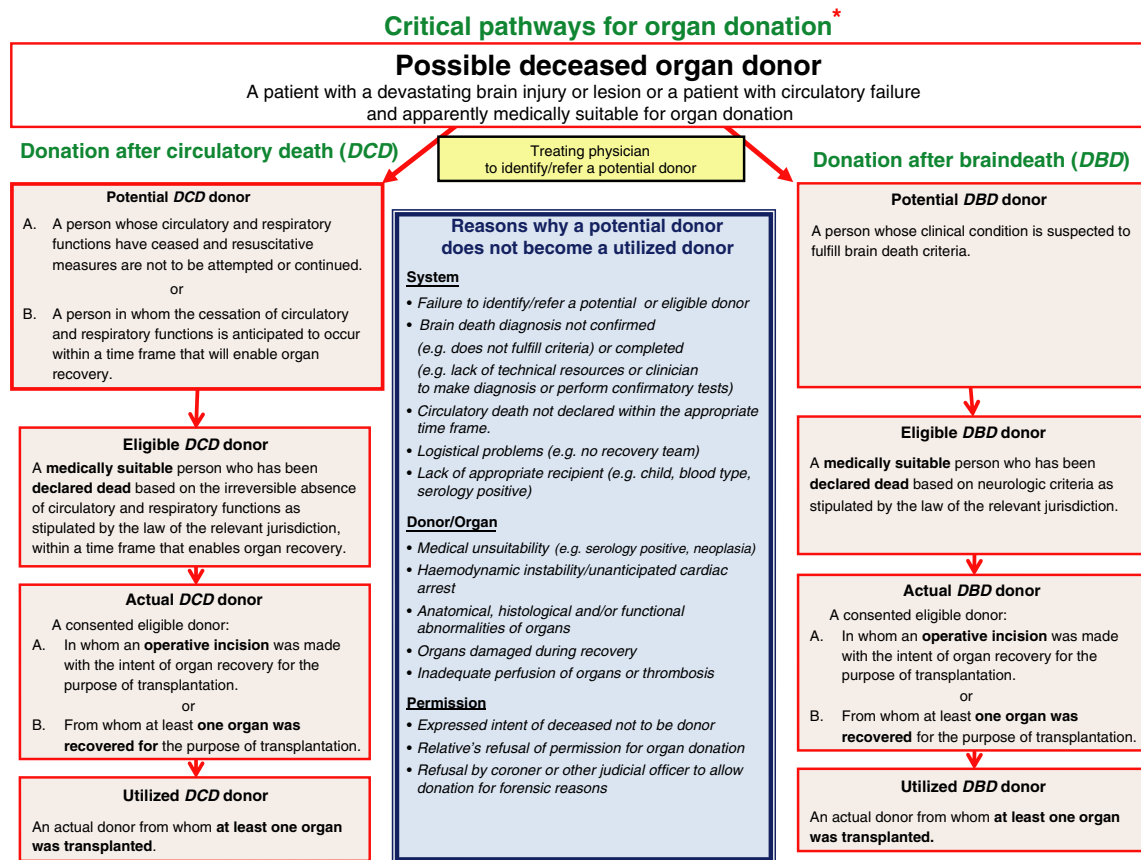 Critical pathways for organ donation*
Possible deceased organ donor
A patient with a devastating brain injury or lesion or a patient with circulatory failure
and apparently medically suitable for organ donation
Donation after circulatory death (DCD)
Treating physician
to identify/refer a potential donor
Donation after braindeath (DBD)
Potential DCD donor
A. A person whose circulatory and respiratory
functions have ceased and resuscitative
measures are not to be attempted or continued.
or
B. A person in whom the cessation of circulatory
and respiratory functions is anticipated to occur
within a time frame that will enable organ
recovery.
Eligible DCD donor
A medically suitable person who has been
declared dead based on the irreversible absence
of circulatory and respiratory functions as
stipulated by the law of the relevant jurisdiction,
within a time frame that enables organ recovery.
Actual DCD donor
A consented eligible donor:
A. In whom an operative incision was made
with the intent of organ recovery for the
purpose of transplantation.
or
B. From whom at least one organ was
recovered for the purpose of transplantation.
Utilized DCD donor
An actual donor from whom at least one organ
was transplanted.
Reasons why a potential donor
does not become a utilized donor
System
• Failure to identify/refer a potential or eligible donor
• Brain death diagnosis not confirmed
(e.g. does not fulfill criteria) or completed
(e.g. lack of technical resources or clinician
to make diagnosis or perform confirmatory tests)
• Circulatory death not declared within the appropriate
time frame.
• Logistical problems (e.g. no recovery team)
• Lack of appropriate recipient (e.g. child, blood type,
serology positive)
Donor/Organ
• Medical unsuitability (e.g. serology positive, neoplasia)
• Haemodynamic instability/unanticipated cardiac
arrest
• Anatomical, histological and/or functional
abnormalities of organs
• Organs damaged during recovery
• Inadequate perfusion of organs or thrombosis
Permission
• Expressed intent of deceased not to be donor
• Relative's refusal of permission for organ donation
• Refusal by coroner or other judicial officer to allow
donation for forensic reasons
Potential DBD donor
A person whose clinical condition is suspected to
fulfill brain death criteria.
Eligible DBD donor
A medically suitable person who has been
declared dead based on neurologic criteria as
stipulated by the law of the relevant jurisdiction.
Actual DBD donor
A consented eligible donor:
A. In whom an operative incision was made
with the intent of organ recovery for the
purpose of transplantation.
or
B. From whom at least one organ was
recovered for the purpose of transplantation.
Utilized DBD donor
An actual donor from whom at least one organ
was transplanted.